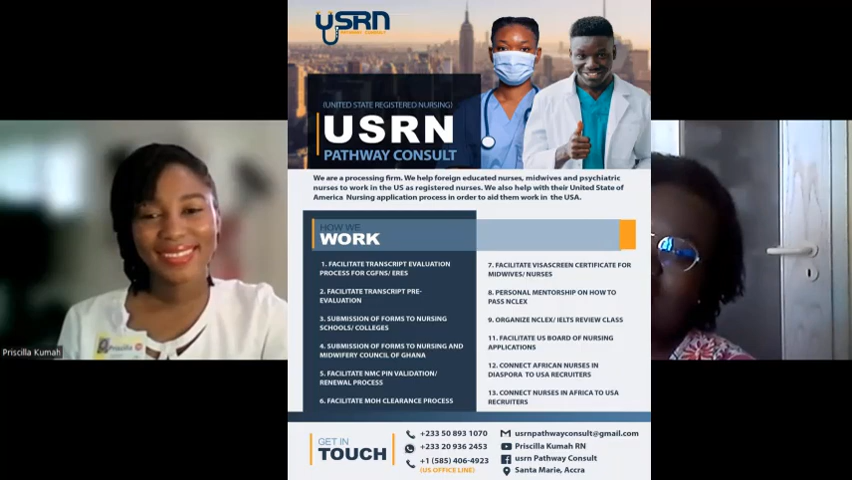 USRN
PATHWAY CONSULT
(UNITED STATE REGISTERED NURSING)
USRN
PATHWAY CONSULT
We are a processing firm. We help foreign educated nurses, midwives and psychiatric
nurses to work in the US as registered nurses. We also help with their United State of
America Nursing application process in order to aid them work in the USA.
HOW WE
WORK
1. FACILITATE TRANSCRIPT EVALUATION
PROCESS FOR CGFNS/ ERES
2. FACILITATE TRANSCRIPT PRE-
EVALUATION
3. SUBMISSION OF FORMS TO NURSING
SCHOOLS/ COLLEGES
4. SUBMISSION OF FORMS TO NURSING AND
MIDWIFERY COUNCIL OF GHANA
5. FACILITATE NMC PIN VALIDATION/
RENEWAL PROCESS
6. FACILITATE MOH CLEARANCE PROCESS
7. FACILITATE VISASCREEN CERTIFICATE FOR
MIDWIVES/ NURSES
8. PERSONAL MENTORSHIP ON HOW TO
PASS NCLEX
9. ORGANIZE NCLEX/ IELTS REVIEW CLASS
11. FACILITATE US BOARD OF NURSING
APPLICATIONS
12. CONNECT AFRICAN NURSES IN
DIASPORA TO USA RECRUITERS
13. CONNECT NURSES IN AFRICA TO USA
RECRUITERS
GET IN
TOUCH
+233 50 893 1070
+233 20 936 2453
+1 (585) 406-4923
(US OFFICE LINE)
usrnpathwayconsult@gmail.com
Priscilla Kumah RN
usrn Pathway Consult
Santa Marie, Accra
Priscilla Kumah